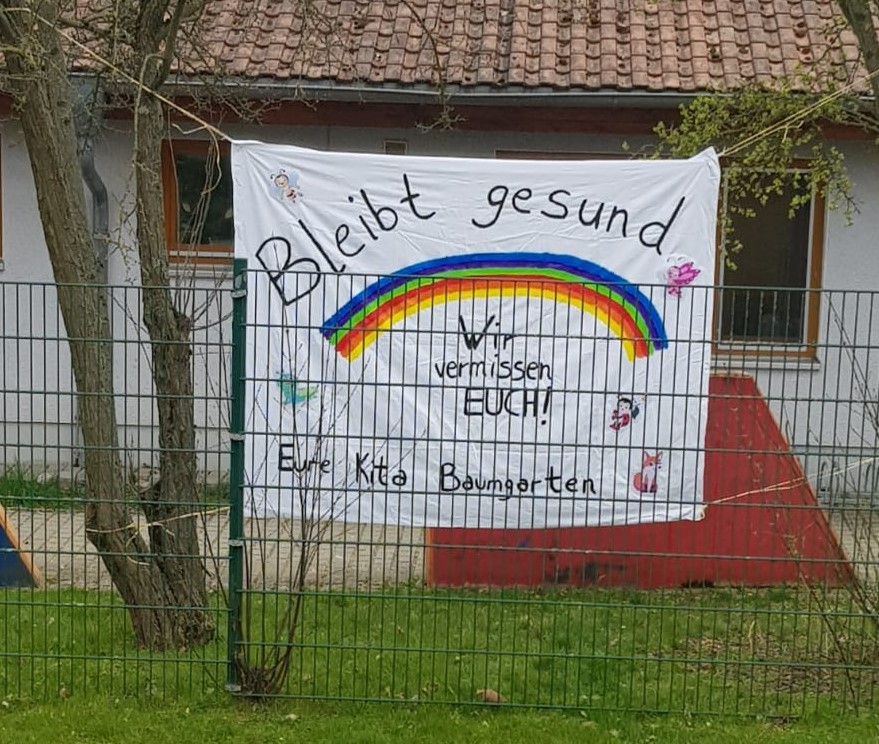 Bleibt gesund
Wir
vermissen
EUCH!
Eure Kita Baumgarten